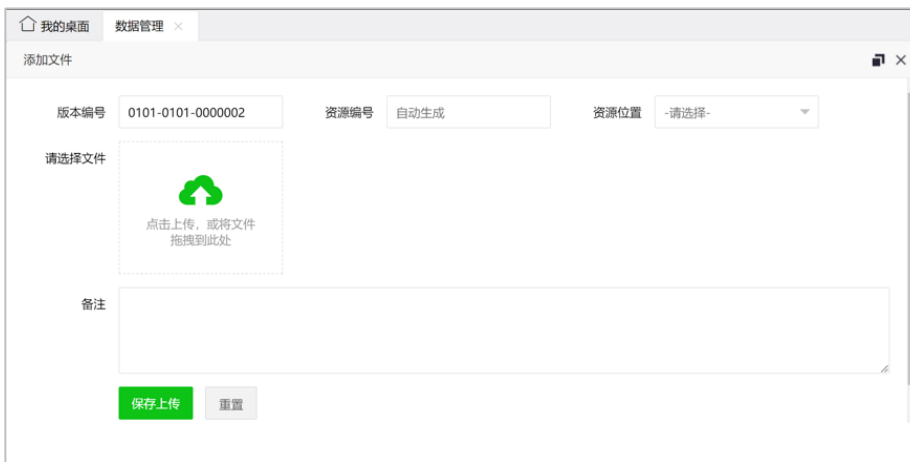 我的桌面 数据管理
添加文件
版本编号 0101-0101-0000002 资源编号 自动生成 资源位置 -请选择-
请选择文件
点击上传，或将文件
拖拽到此处
备注
保存上传 重置